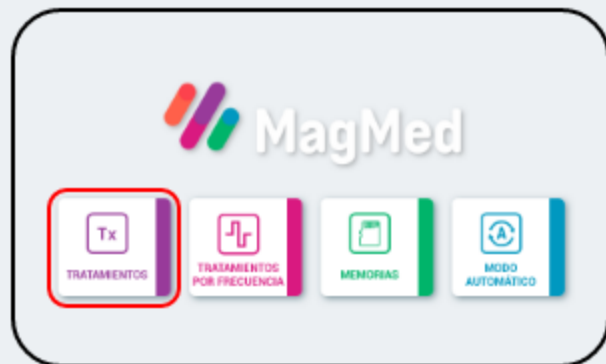 MagMed
Tx
TRATAMIENTOS
TRATAMIENTOS
POR FRECUENCIA
MEMORIAS
A
MODO
AUTOMÁTICO